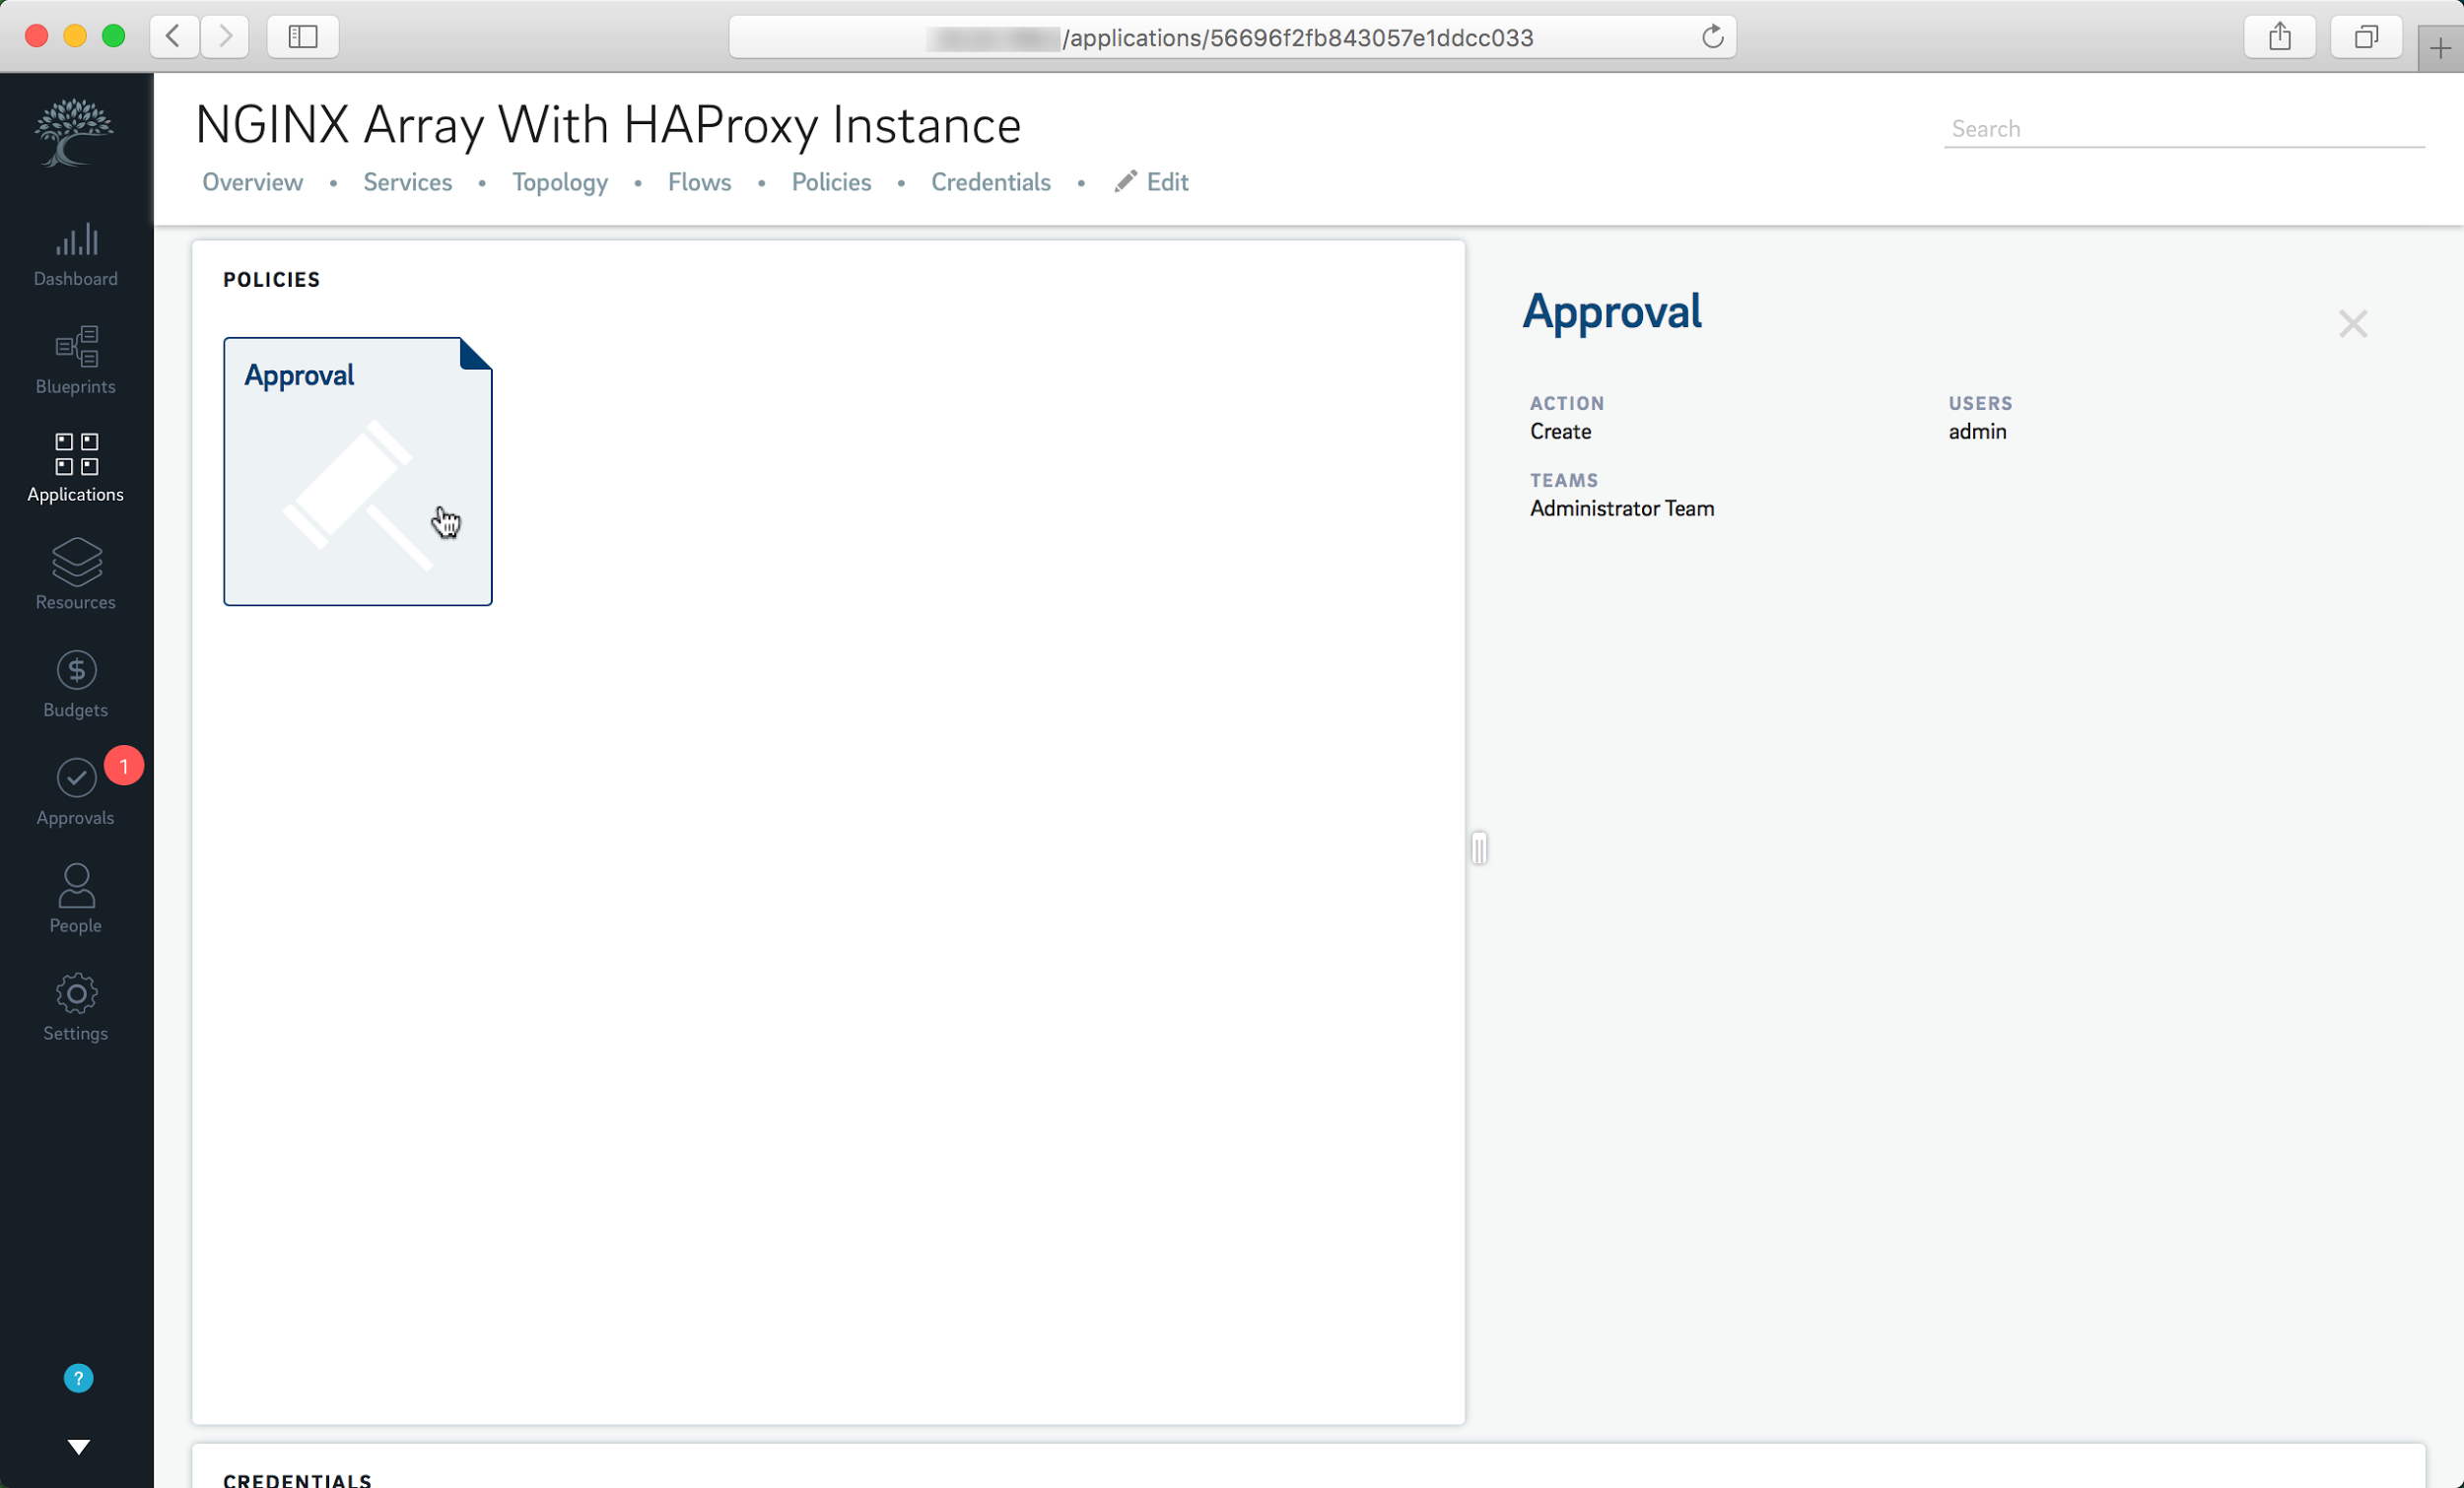 /applications/56696f2fb843057e1ddcc033
NGINX Array With HAProxy Instance
Search
Overview • Services • Topology • Flows • Policies • Credentials • Edit
Dashboard
Blueprints
Applications
Resources
Budgets
1
Approvals
People
Settings
?
POLICIES
Approval
Approval
ACTION
Create
USERS
admin
TEAMS
Administrator Team
CREDENTIALS